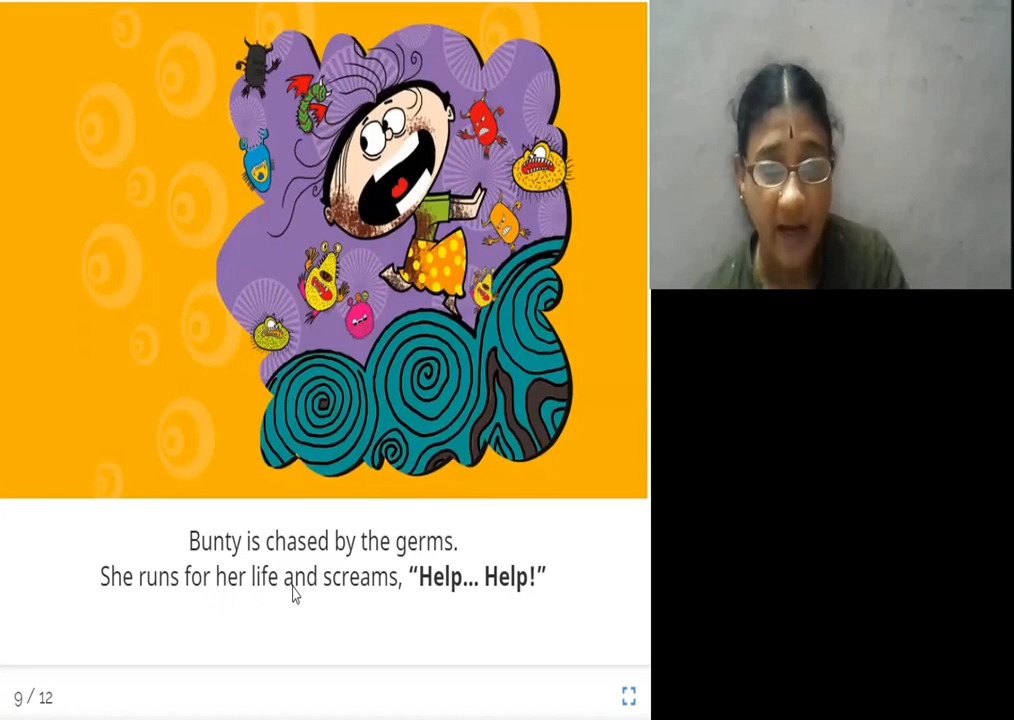 Bunty is chased by the germs.
She runs for her life and screams, “Help... Help!”
9 / 12